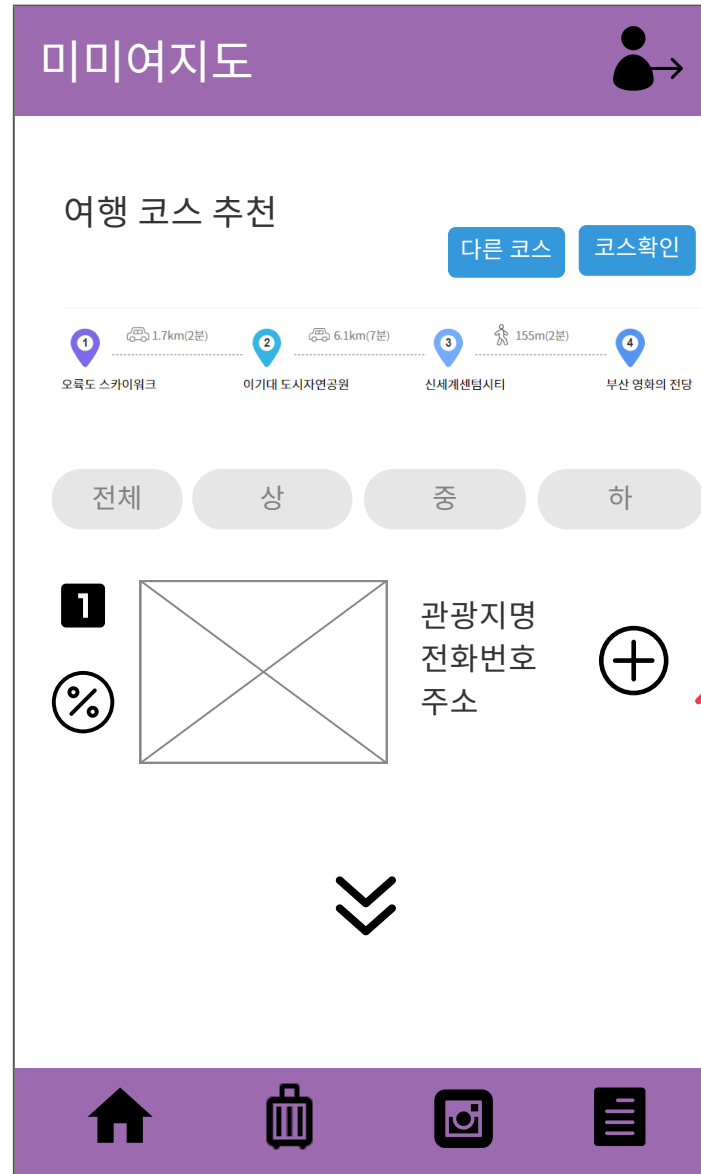 미미여지도
여행 코스 추천
다른 코스
코스확인
1 1.7km(2분) 2 6.1km(7분) 3 155m(2분) 4
오륙도 스카이워크 이기대 도시자연공원 신세계센텀시티 부산 영화의 전당
전체 상 중 하
1
관광지명
전화번호
%
주소